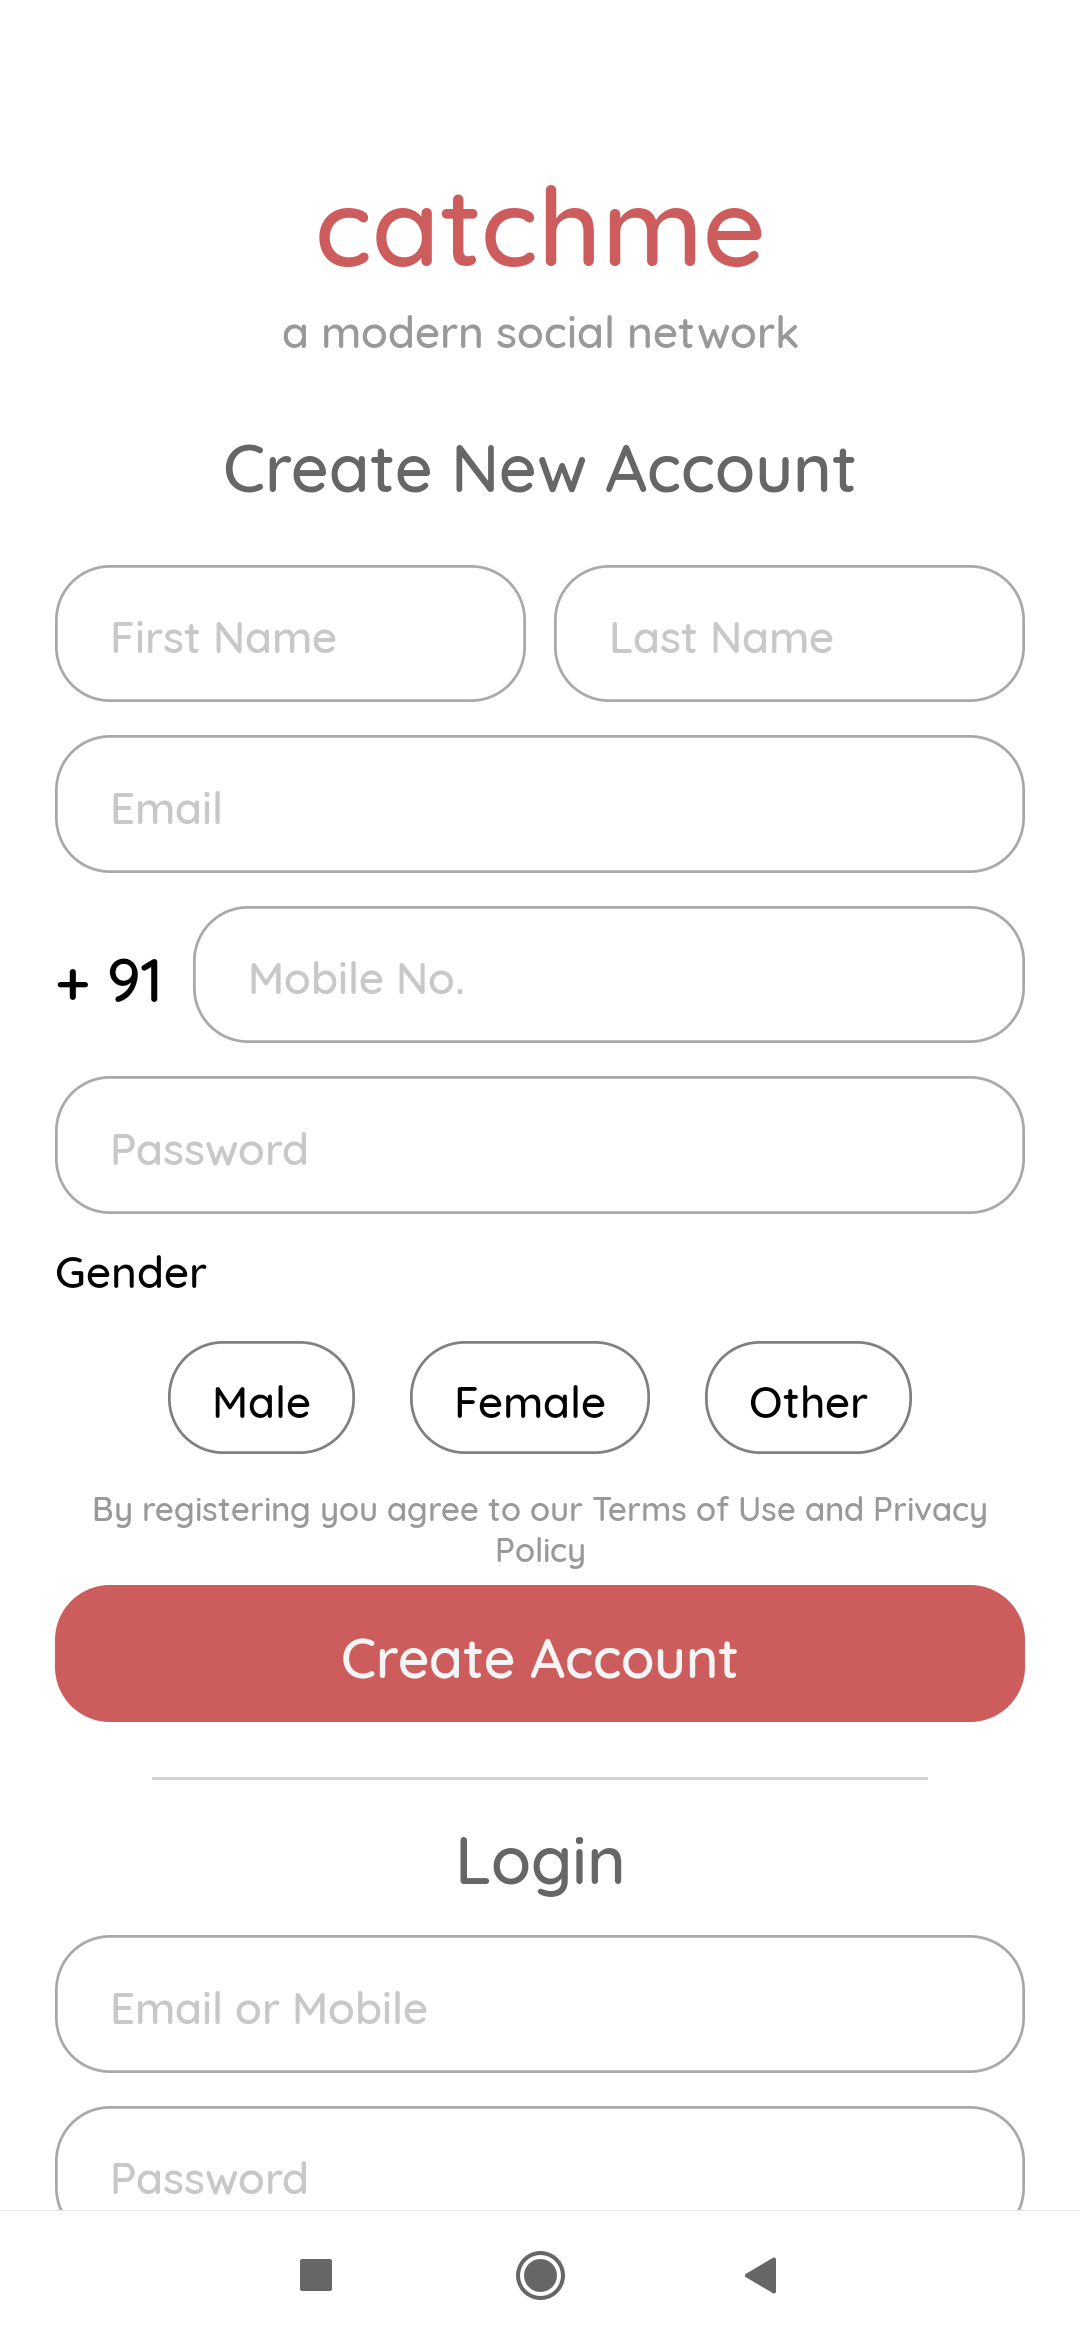 catchme
a modern social network
Create New Account
First Name
Last Name
Email
+ 91
Mobile No.
Password
Gender
Male
Female
Other
By registering you agree to our Terms of Use and Privacy
Policy
Create Account
Login
Email or Mobile
Password